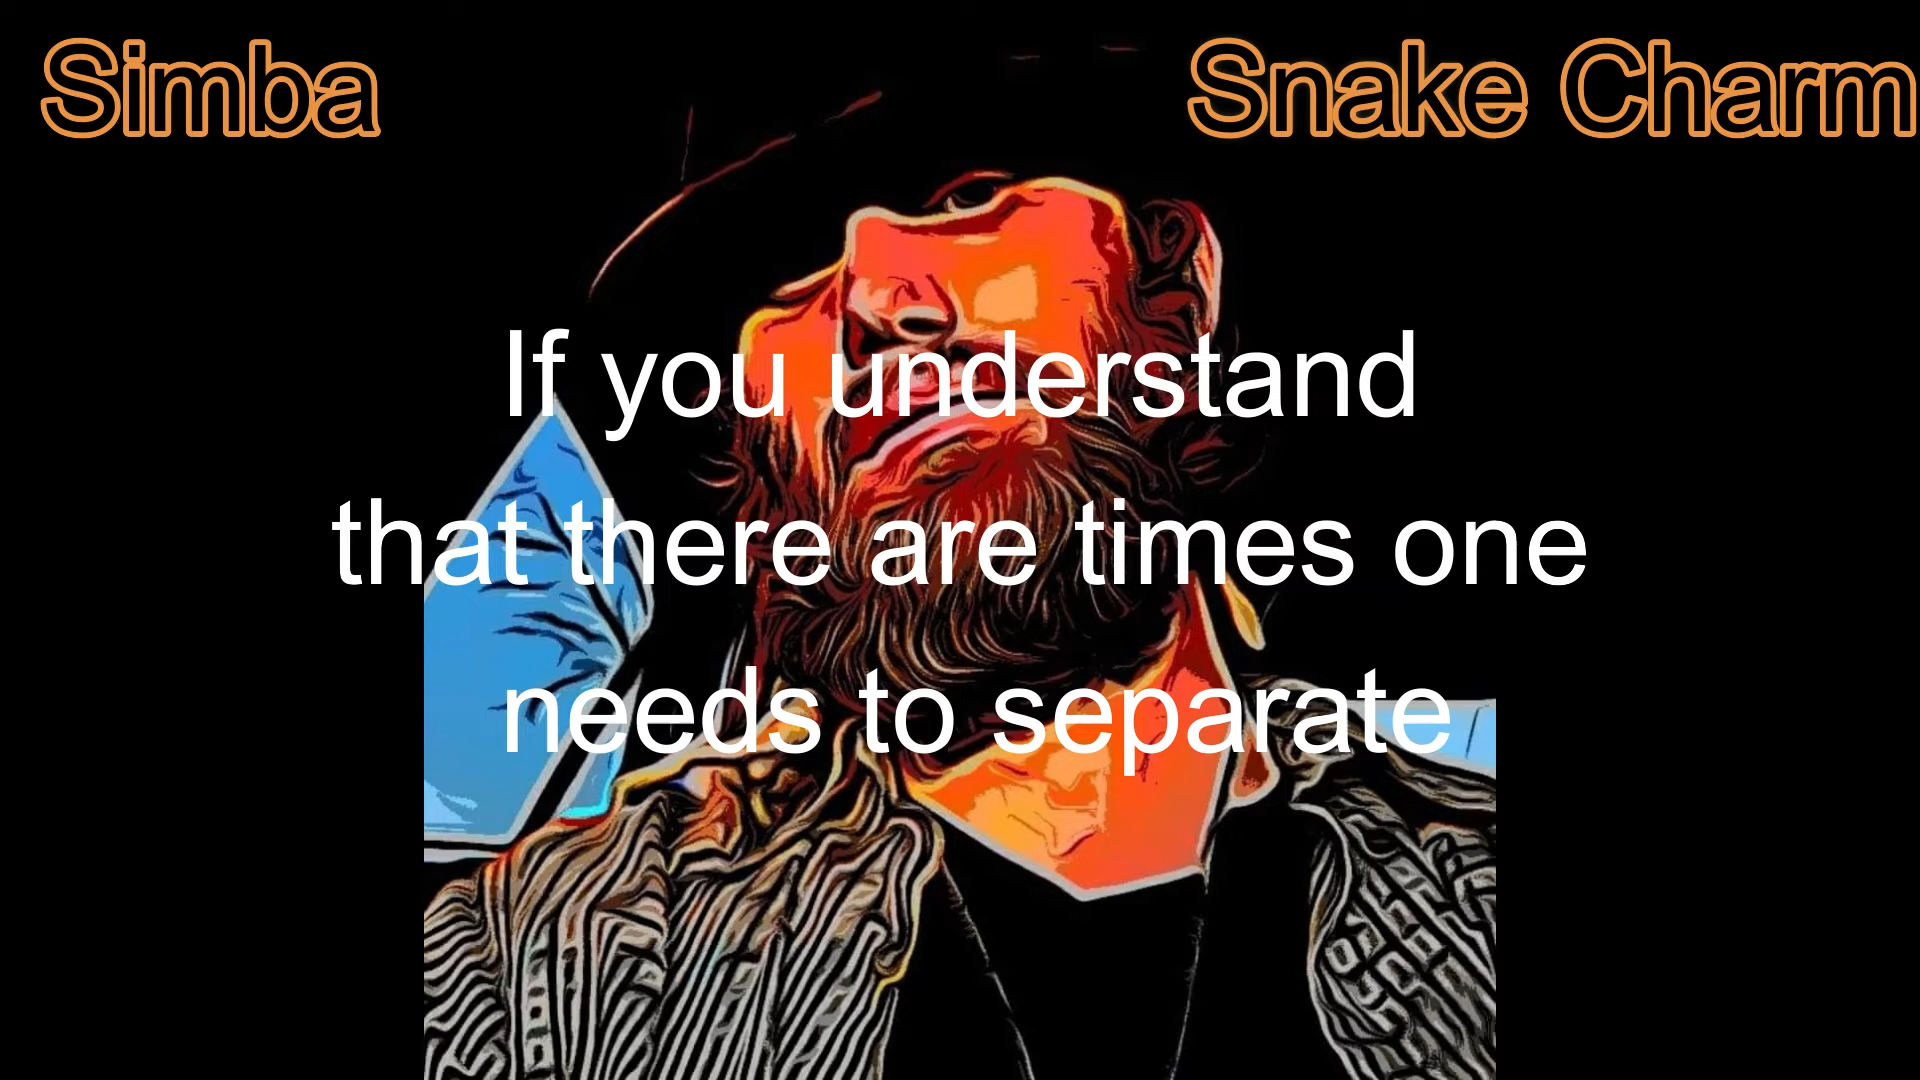 Simba
Snake Charm
If you understand
that there are times one
needs to separate